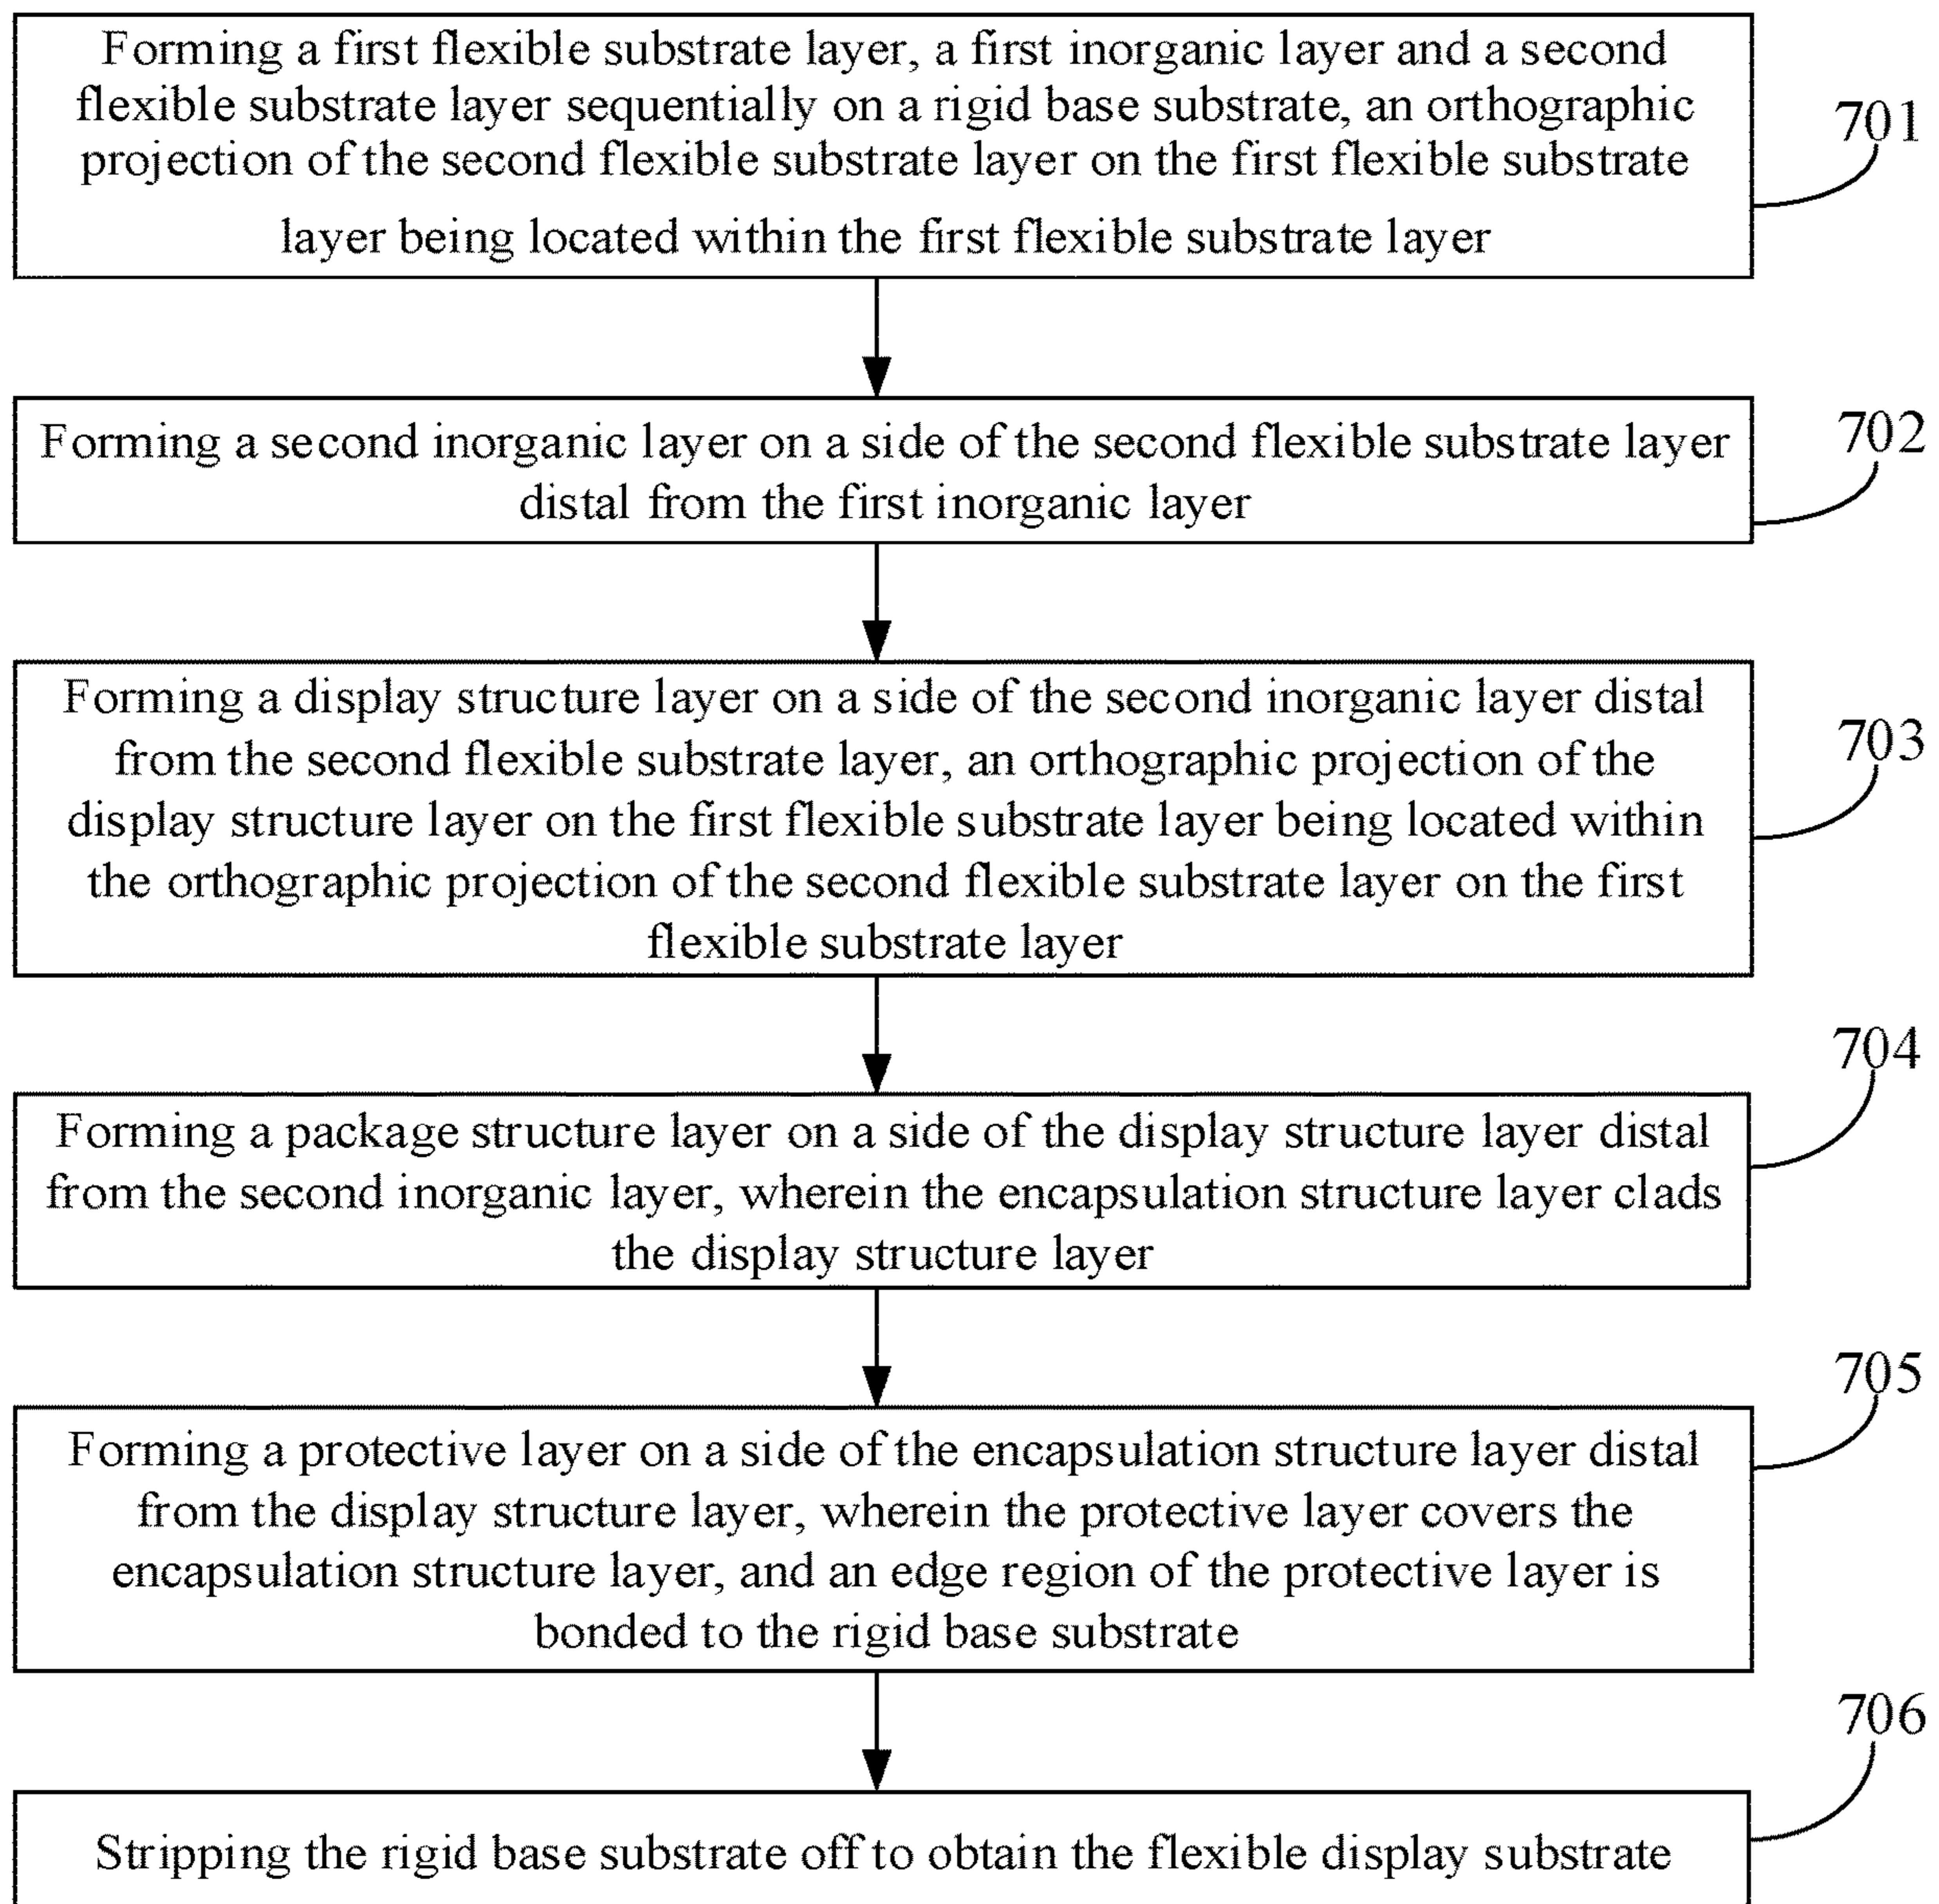 Forming a first flexible substrate layer, a first inorganic layer and a second
flexible substrate layer sequentially on a rigid base substrate, an orthographic
projection of the second flexible substrate layer on the first flexible substrate
layer being located within the first flexible substrate layer
701
Forming a second inorganic layer on a side of the second flexible substrate layer
distal from the first inorganic layer
702
Forming a display structure layer on a side of the second inorganic layer distal
from the second flexible substrate layer, an orthographic projection of the
display structure layer on the first flexible substrate layer being located within
the orthographic projection of the second flexible substrate layer on the first
flexible substrate layer
703
Forming a package structure layer on a side of the display structure layer distal
from the second inorganic layer, wherein the encapsulation structure layer clads
the display structure layer
704
Forming a protective layer on a side of the encapsulation structure layer distal
from the display structure layer, wherein the protective layer covers the
encapsulation structure layer, and an edge region of the protective layer is
bonded to the rigid base substrate
705
Stripping the rigid base substrate off to obtain the flexible display substrate
706